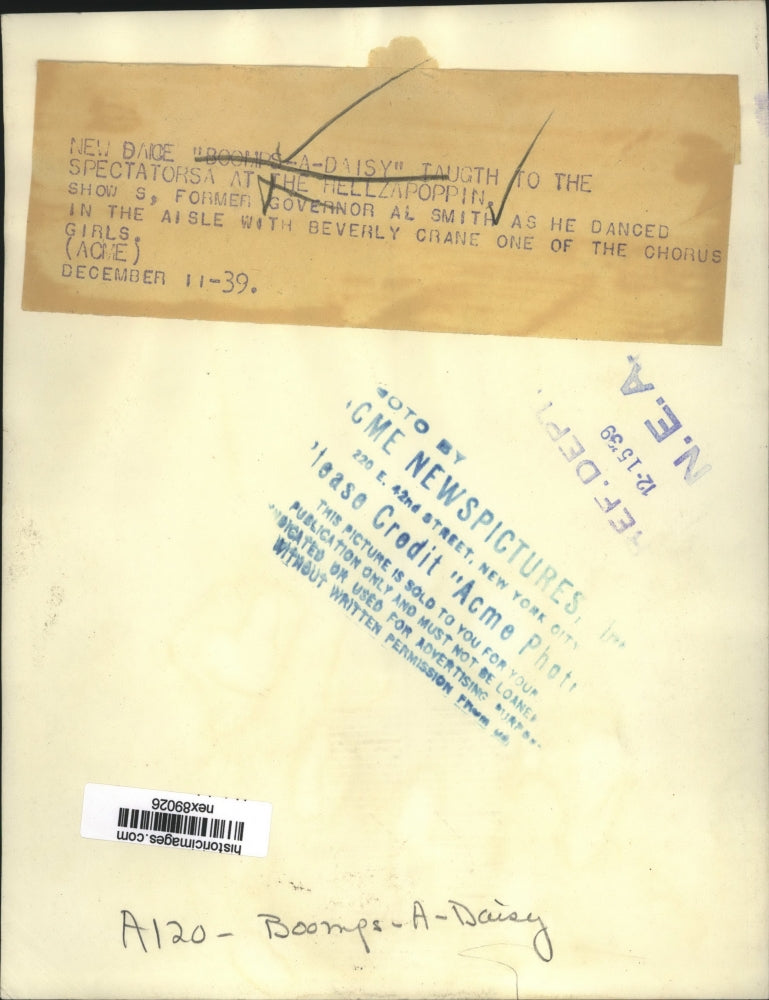 NEW DANCE "BOOMPS-A-DAISY" TAUGTH TO THE
SPECTATORSA AT THE HELLZAPOPPIN,
SHOW S, FORMER GOVERNOR AL SMITH AS HE DANCED
IN THE AISLE WITH BEVERLY CRANE ONE OF THE CHORUS
GIRLS.
(ACME)
DECEMBER 11-39.
REF. DEPT.
12-15'39
N.E.A
PHOTO BY
ACME NEWSPICTURES, Inc
220 E. 42nd STREET, NEW YORK CITY
Please Credit "Acme Photo
THIS PICTURE IS SOLD TO YOU FOR YOUR
PUBLICATION ONLY AND MUST NOT BE LOANED
SYNDICATED OR USED FOR ADVERTISING PURPOSE
WITHOUT WRITTEN PERMISSION FROM US
historicimages.com
nex89026
A120- Boomps-A-Daisy